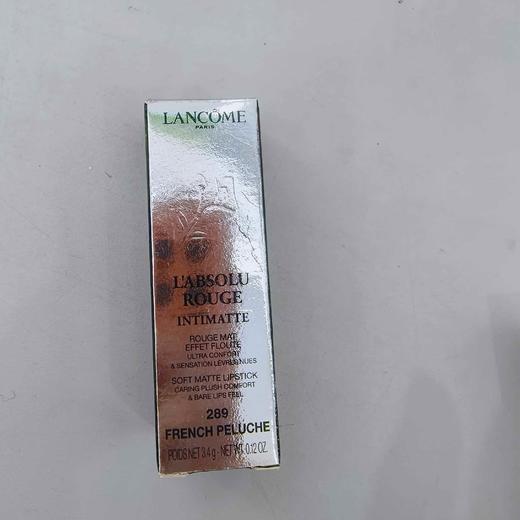 LANCÔME
PARIS
L'ABSOLU
ROUGE
INTIMATTE
ROUGE MAT
EFFET FLOUTÉ
ULTRA CONFORT
& SENSATION LÈVRES NUES
SOFT MATTE LIPSTICK
CARING PLUSH COMFORT
& BARE LIPS FEEL
289
FRENCH PELUCHE
POIDS NET 3.4 g - NET WT. 0.12 OZ.